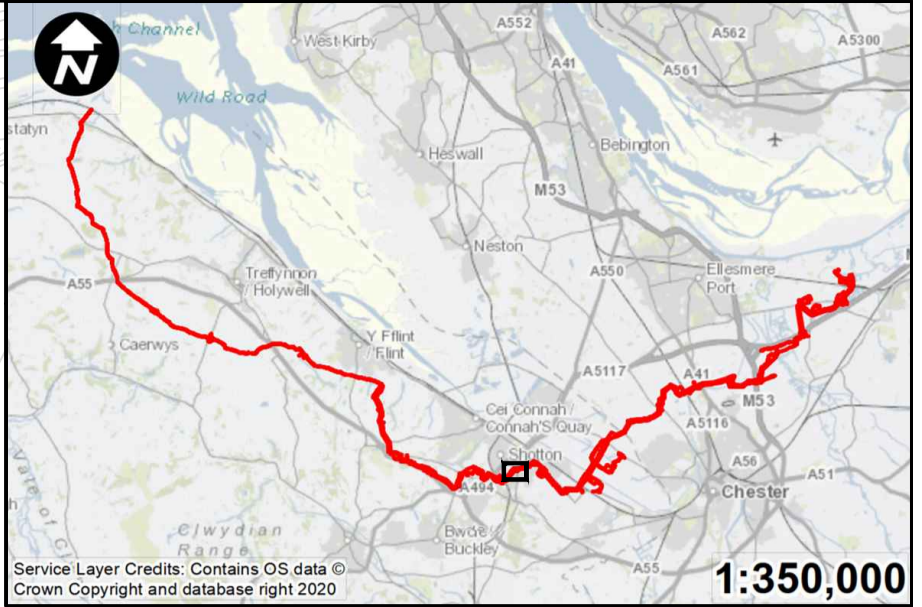 h Channel
West Kirby
A552
A562
A5300
A41
A561
N
Wild Road
statyn
Heswall
Bebington
M53
Neston
A550
Ellesmere
Port
Treffynnon
/ Holywell
A55
Caerwys
Y Fflint
/ Flint
A5117
A41
M53
Cei Connah /
Connah'S Quay
A5116
Shotton
A56
A51
A494
Chester
Clwydian
Range
Buckley
A55
Service Layer Credits: Contains OS data ©
Crown Copyright and database right 2020
1:350,000